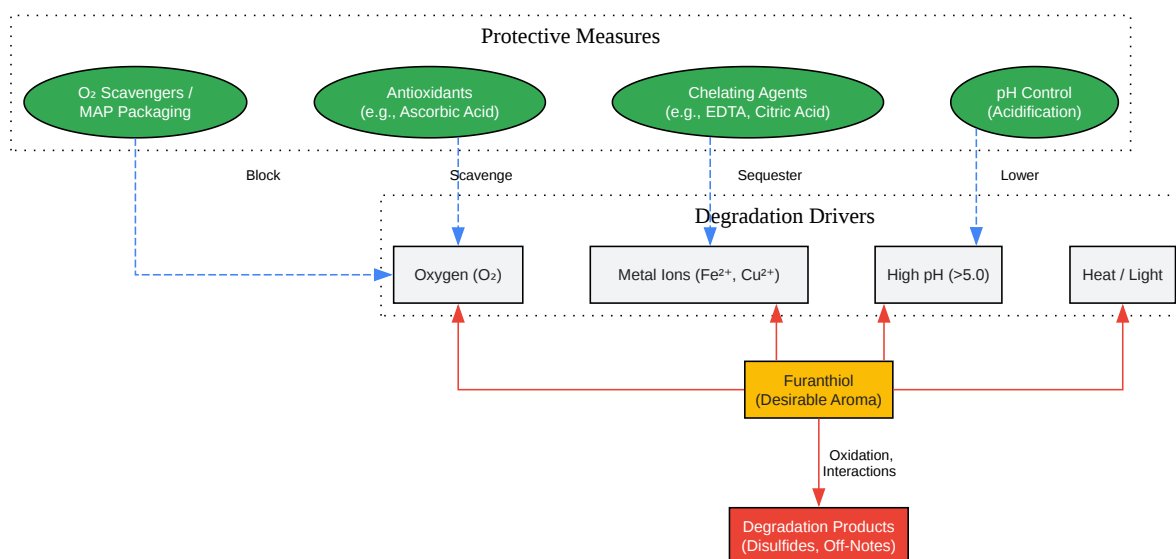 Protective Measures
O₂ Scavengers /
MAP Packaging
Antioxidants
(e.g., Ascorbic Acid)
Chelating Agents
(e.g., EDTA, Citric Acid)
pH Control
(Acidification)
Block
Scavenge
Sequester
Lower
Degradation Drivers
Oxygen (O₂)
Metal Ions (Fe²⁺, Cu²⁺)
High pH (>5.0)
Heat / Light
Furanthiol
(Desirable Aroma)
Oxidation,
Interactions
Degradation Products
(Disulfides, Off-Notes)